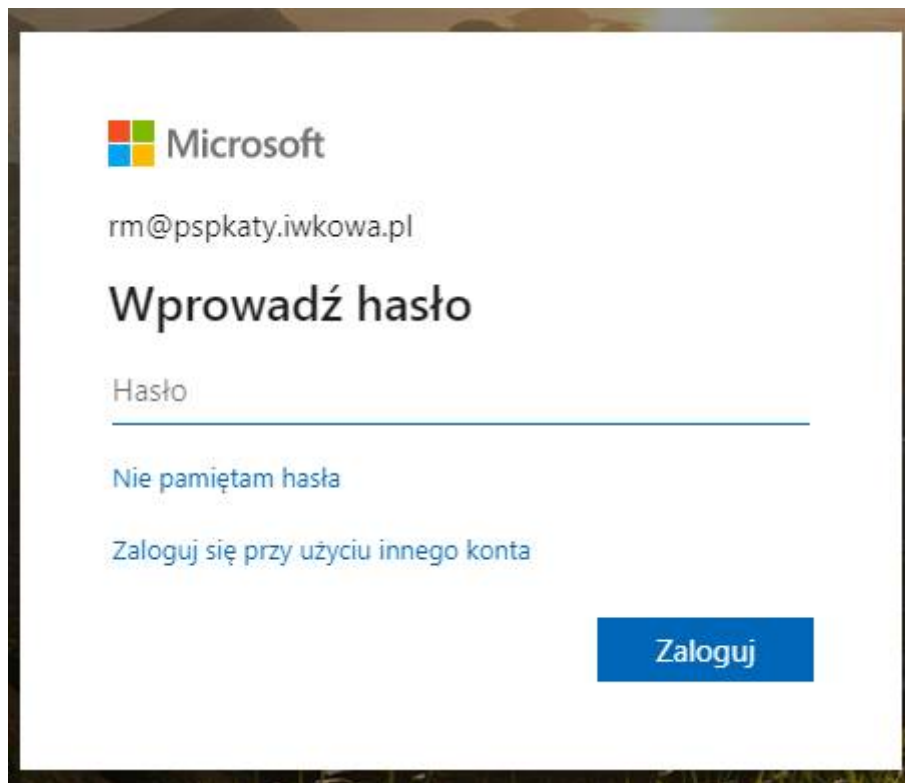 Microsoft
rm@pspkaty.iwkowa.pl
Wprowadź hasło
Hasło
Nie pamiętam hasła
Zaloguj się przy użyciu innego konta
Zaloguj